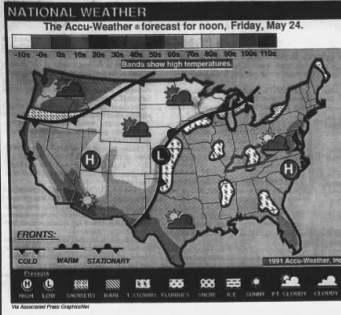 NATIONAL WEATHER
The Accu-Weather ® forecast for noon, Friday, May 24.
-10s -0s 0s 10s 20s 30s 40s 50s 60s 70s 80s 90s 100s 110s
Bands show high temperatures.
H
L
H
FRONTS:
COLD WARM STATIONARY
1991 Accu-Weather, Inc.
Pressure
H L
HIGH LOW SHOWERS RAIN T-STORMS FLURRIES SNOW ICE SUNNY PT. CLOUDY CLOUDY
Via Associated Press GraphicsNet